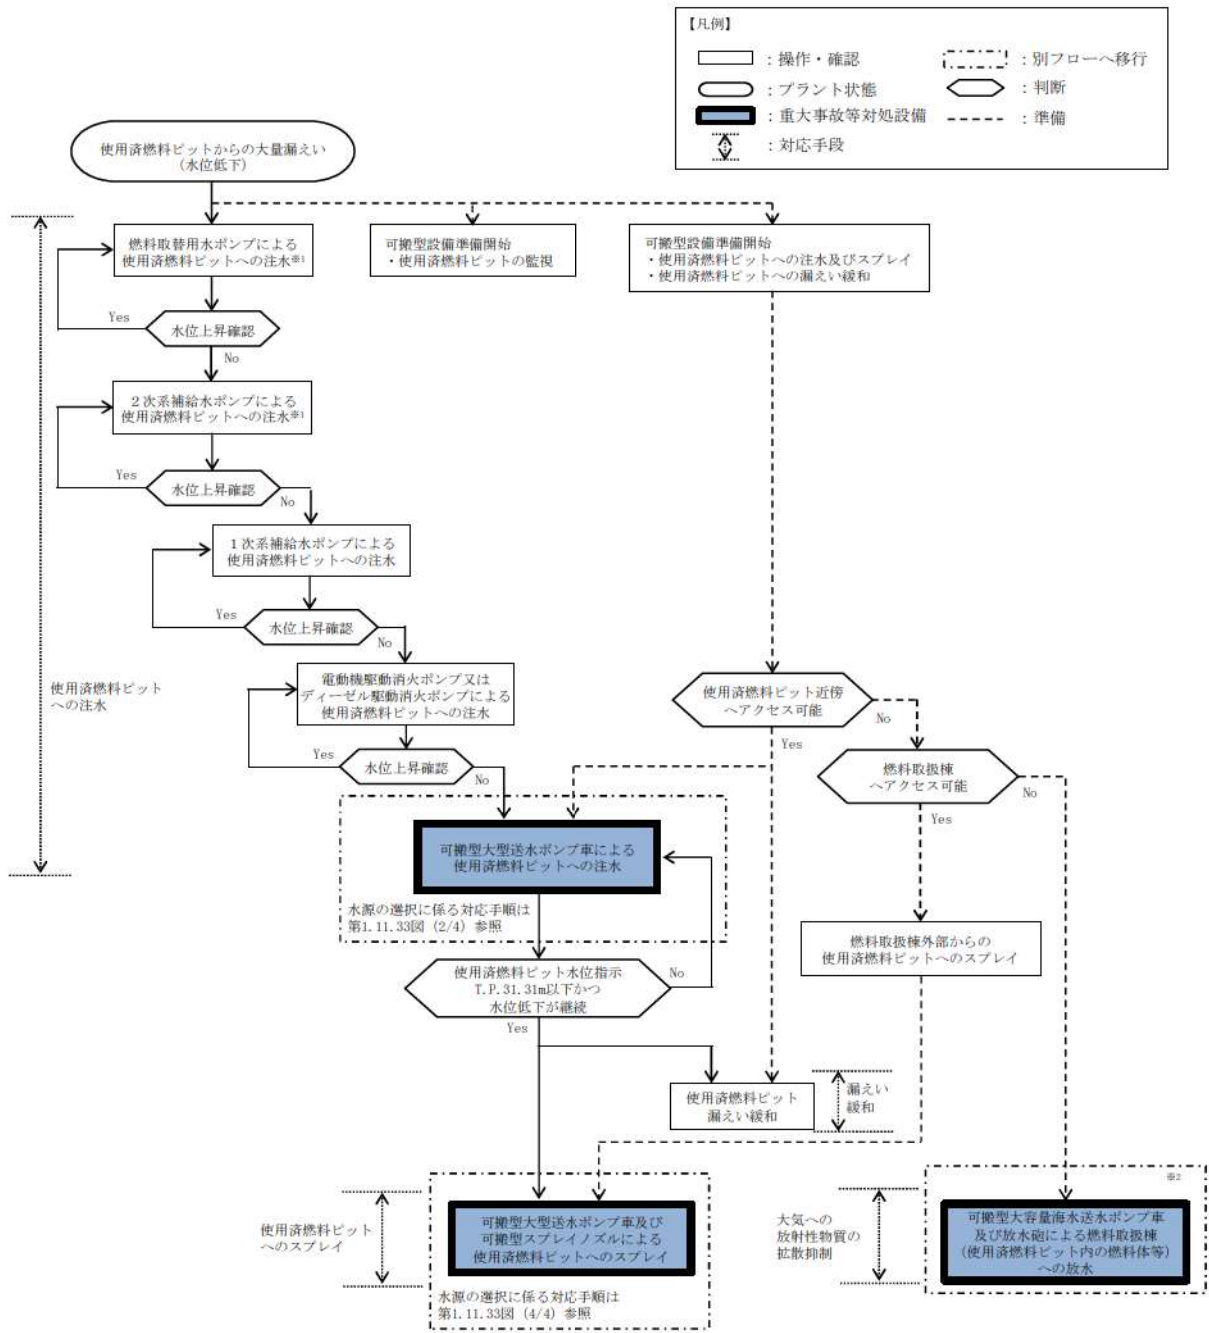 【凡例】
：操作・確認
：別フローへ移行
：プラント状態
：判断
：重大事故等対処設備
：準備
：対応手段
使用済燃料ピットからの大量漏えい
（水位低下）
燃料取替用水ポンプによる
使用済燃料ピットへの注水※1
可搬型設備準備開始
・使用済燃料ピットの監視
可搬型設備準備開始
・使用済燃料ピットへの注水及びスプレイ
・使用済燃料ピットへの漏えい緩和
Yes
水位上昇確認
No
２次系補給水ポンプによる
使用済燃料ピットへの注水※1
Yes
水位上昇確認
No
１次系補給水ポンプによる
使用済燃料ピットへの注水
Yes
水位上昇確認
No
使用済燃料ピット
への注水
電動機駆動消火ポンプ又は
ディーゼル駆動消火ポンプによる
使用済燃料ピットへの注水
Yes
水位上昇確認
No
使用済燃料ピット近傍
へアクセス可能
No
Yes
燃料取扱棟
へアクセス可能
No
Yes
可搬型大型送水ポンプ車による
使用済燃料ピットへの注水
水源の選択に係る対応手順は
第1.11.33図（2/4）参照
燃料取扱棟外部からの
使用済燃料ピットへのスプレイ
使用済燃料ピット水位指示
T.P.31.31m以下かつ
水位低下が継続
No
Yes
使用済燃料ピット
漏えい緩和
漏えい
緩和
使用済燃料ピット
へのスプレイ
可搬型大型送水ポンプ車及び
可搬型スプレイノズルによる
使用済燃料ピットへのスプレイ
水源の選択に係る対応手順は
第1.11.33図（4/4）参照
大気への
放射性物質の
拡散抑制
※2
可搬型大容量海水送水ポンプ車
及び放水砲による燃料取扱棟
（使用済燃料ピット内の燃料体等）
への放水